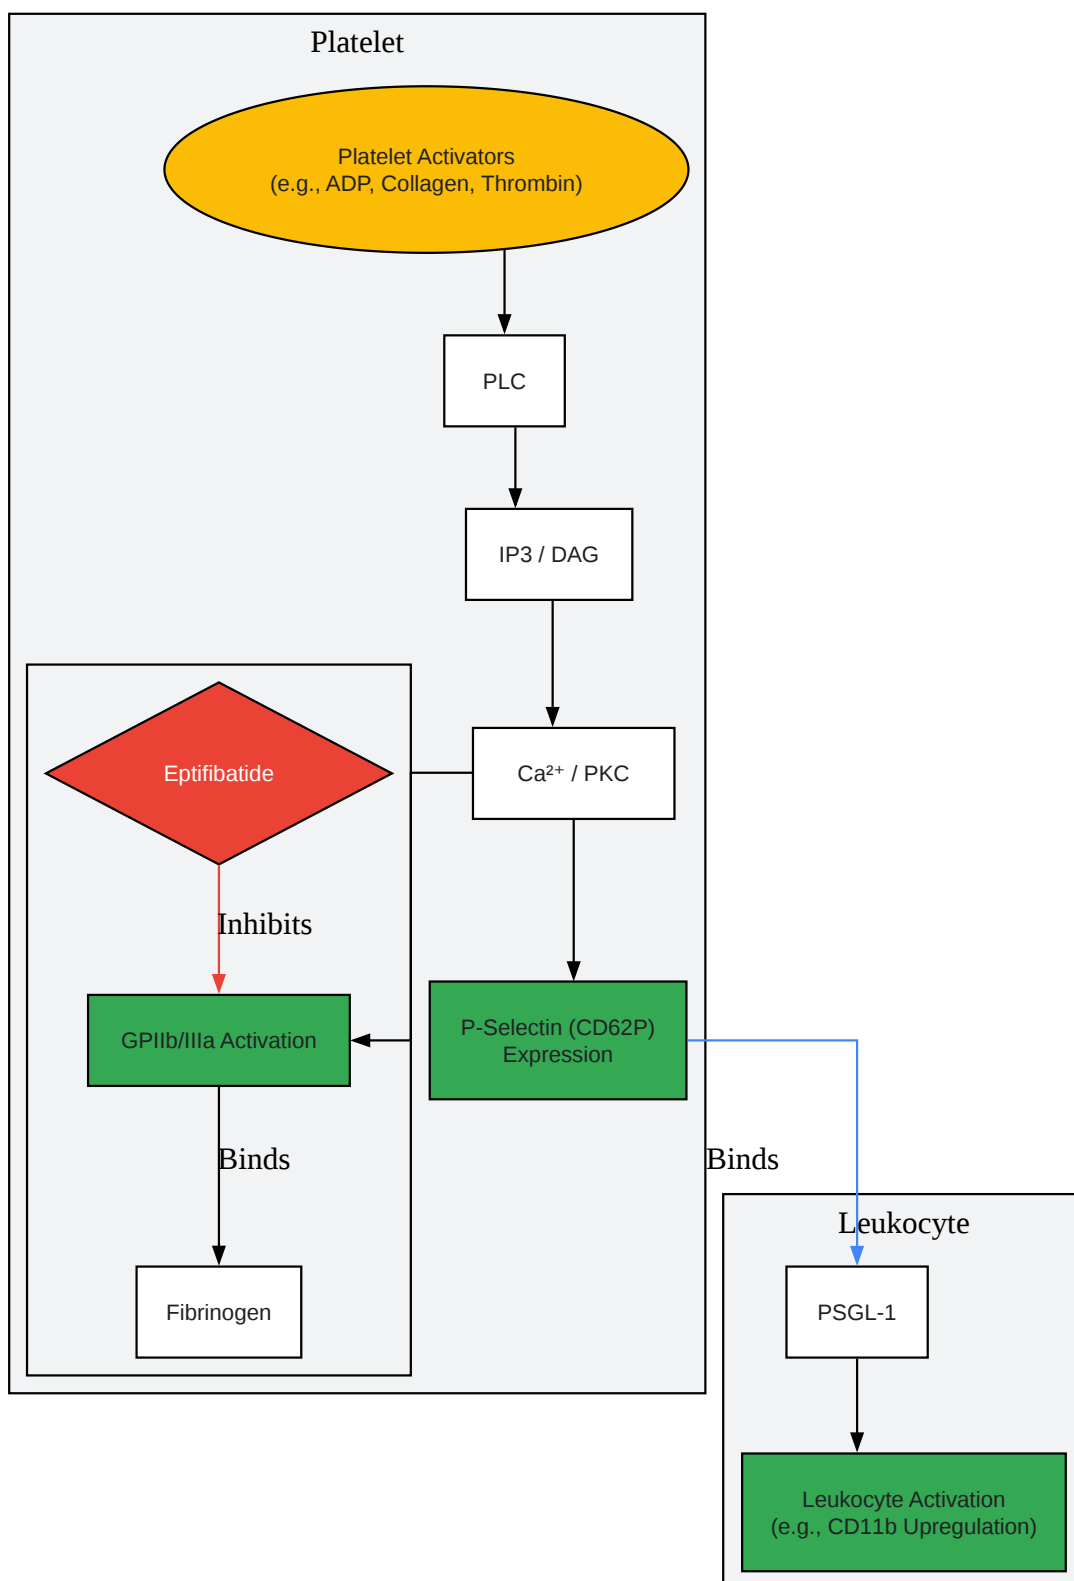 Platelet
Platelet Activators
(e.g., ADP, Collagen, Thrombin)
PLC
IP3 / DAG
Eptifibatide
Ca²⁺ / PKC
Inhibits
GPIIb/IIIa Activation
P-Selectin (CD62P)
Expression
Binds
Binds
Leukocyte
Fibrinogen
PSGL-1
Leukocyte Activation
(e.g., CD11b Upregulation)